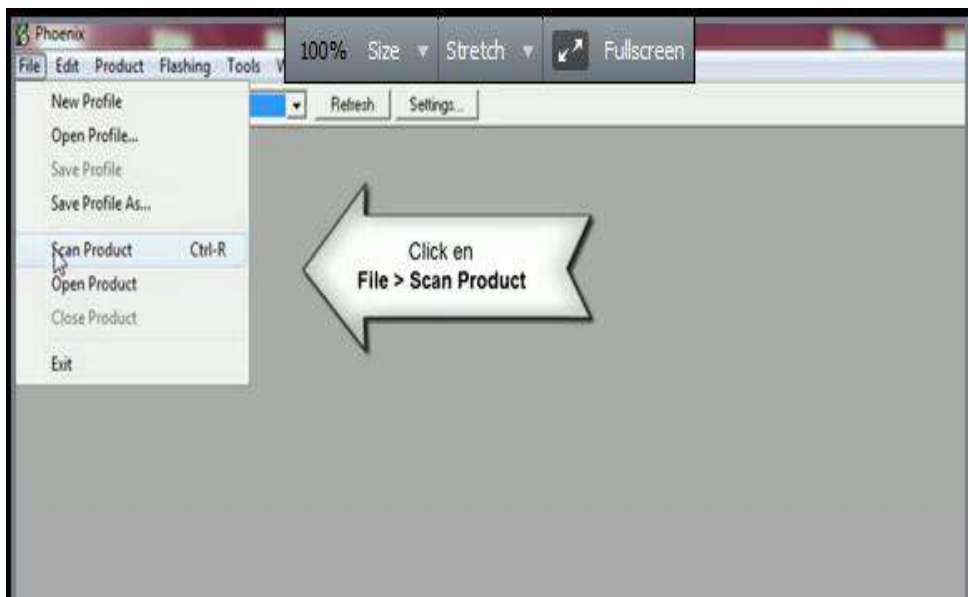 Phoenix
File Edit Product Flashing Tools
100% Size Stretch Fullscreen
Refresh Settings...
New Profile
Open Profile...
Save Profile
Save Profile As...
Scan Product Ctrl-R
Open Product
Close Product
Exit
Click en
File > Scan Product